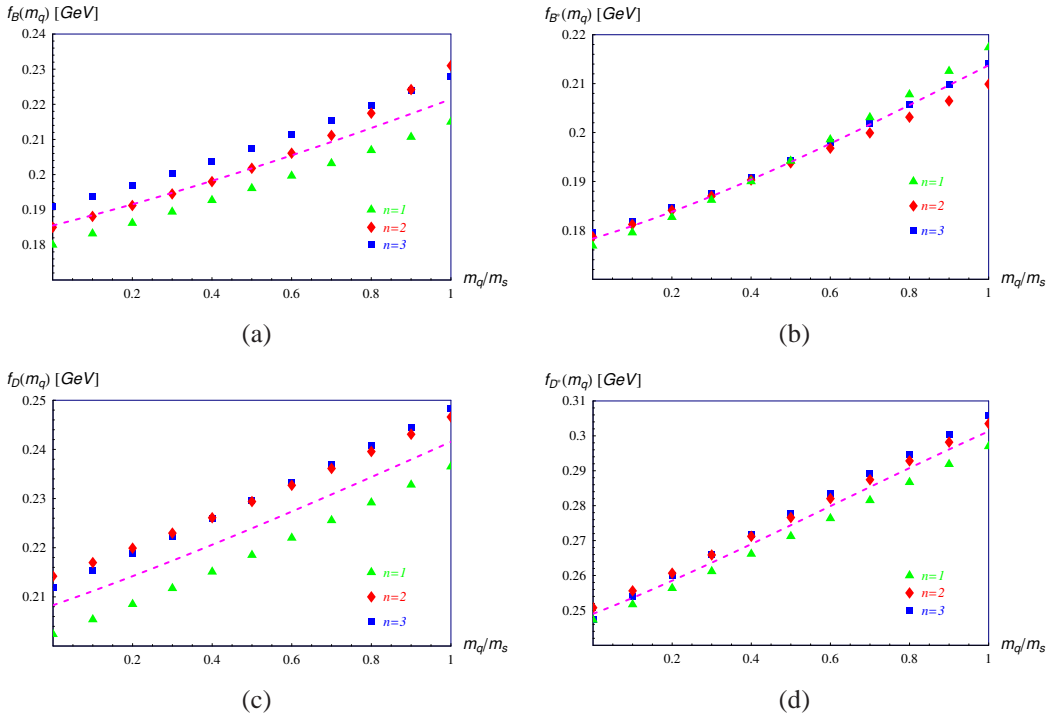 f_B(m_q) [GeV]
0.24
0.23
0.22
0.21
0.2
0.19
0.18
n=1
n=2
n=3
0.2 0.4 0.6 0.8 1
m_q/m_s
(a)
f_B*(m_q) [GeV]
0.22
0.21
0.2
0.19
0.18
n=1
n=2
n=3
0.2 0.4 0.6 0.8 1
m_q/m_s
(b)
f_D(m_q) [GeV]
0.25
0.24
0.23
0.22
0.21
n=1
n=2
n=3
0.2 0.4 0.6 0.8 1
m_q/m_s
(c)
f_D*(m_q) [GeV]
0.31
0.3
0.29
0.28
0.27
0.26
0.25
n=1
n=2
n=3
0.2 0.4 0.6 0.8 1
m_q/m_s
(d)